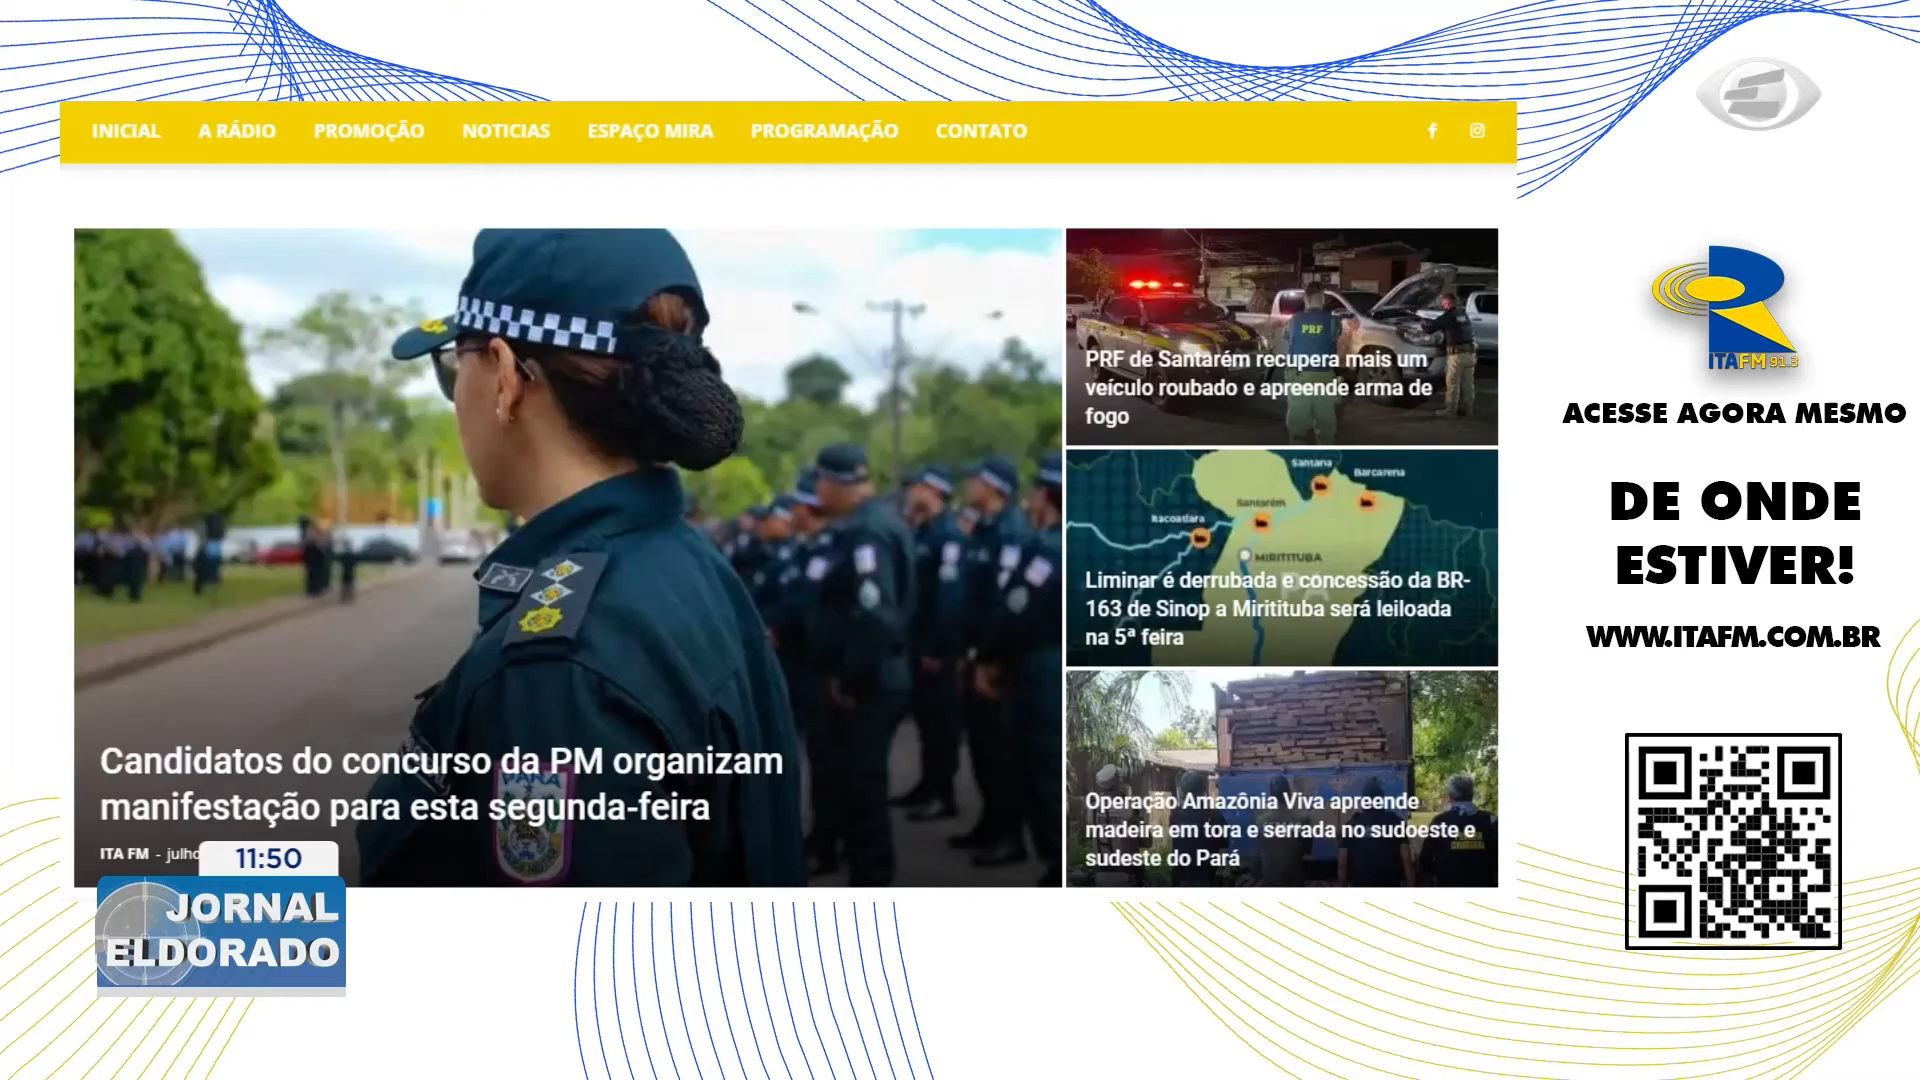 INICIAL
A RÁDIO
PROMOÇÃO
NOTICIAS
ESPAÇO MIRA
PROGRAMAÇÃO
CONTATO
Candidatos do concurso da PM organizam
manifestação para esta segunda-feira
ITA FM - julho
11:50
JORNAL
ELDORADO
PARÁ
PRF
PRF de Santarém recupera mais um
veículo roubado e apreende arma de
fogo
Santana
Barcarena
Santarém
Itacoatiara
MIRITITUBA
Liminar é derrubada e concessão da BR-
163 de Sinop a Miritituba será leiloada
na 5ª feira
Operação Amazônia Viva apreende
madeira em tora e serrada no sudoeste e
sudeste do Pará
ITAFM 91.3
ACESSE AGORA MESMO
DE ONDE
ESTIVER!
WWW.ITAFM.COM.BR